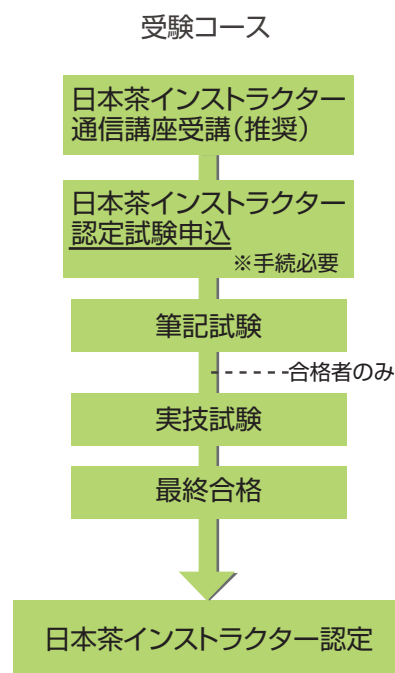 受験コース
日本茶インストラクター
通信講座受講(推奨)
日本茶インストラクター
認定試験申込
※手続必要
筆記試験
------合格者のみ
実技試験
最終合格
日本茶インストラクター認定